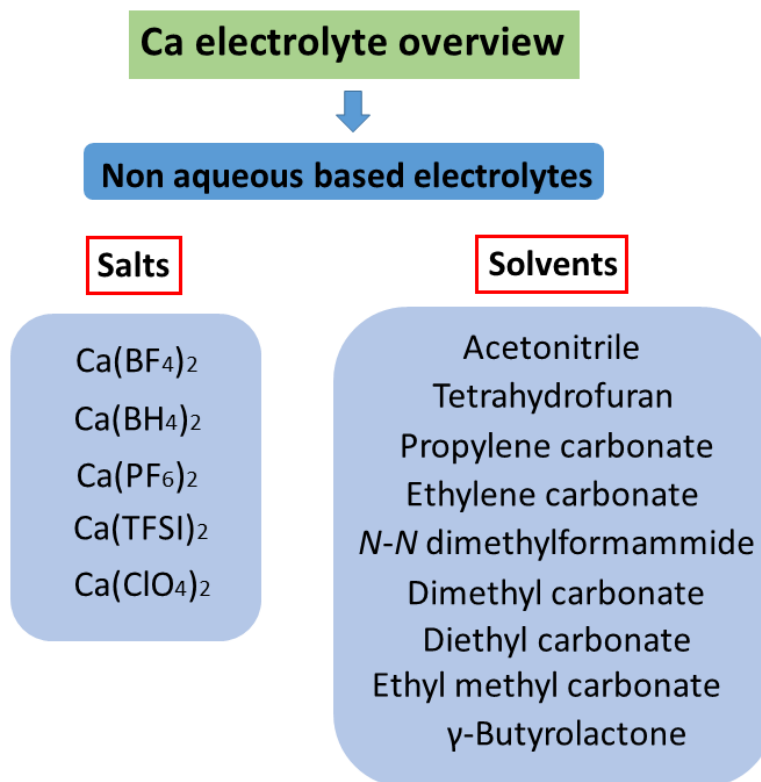 Ca electrolyte overview
Non aqueous based electrolytes
Salts
Ca(BF₄)₂
Ca(BH₄)₂
Ca(PF₆)₂
Ca(TFSI)₂
Ca(ClO₄)₂
Solvents
Acetonitrile
Tetrahydrofuran
Propylene carbonate
Ethylene carbonate
N-N dimethylformammide
Dimethyl carbonate
Diethyl carbonate
Ethyl methyl carbonate
γ-Butyrolactone